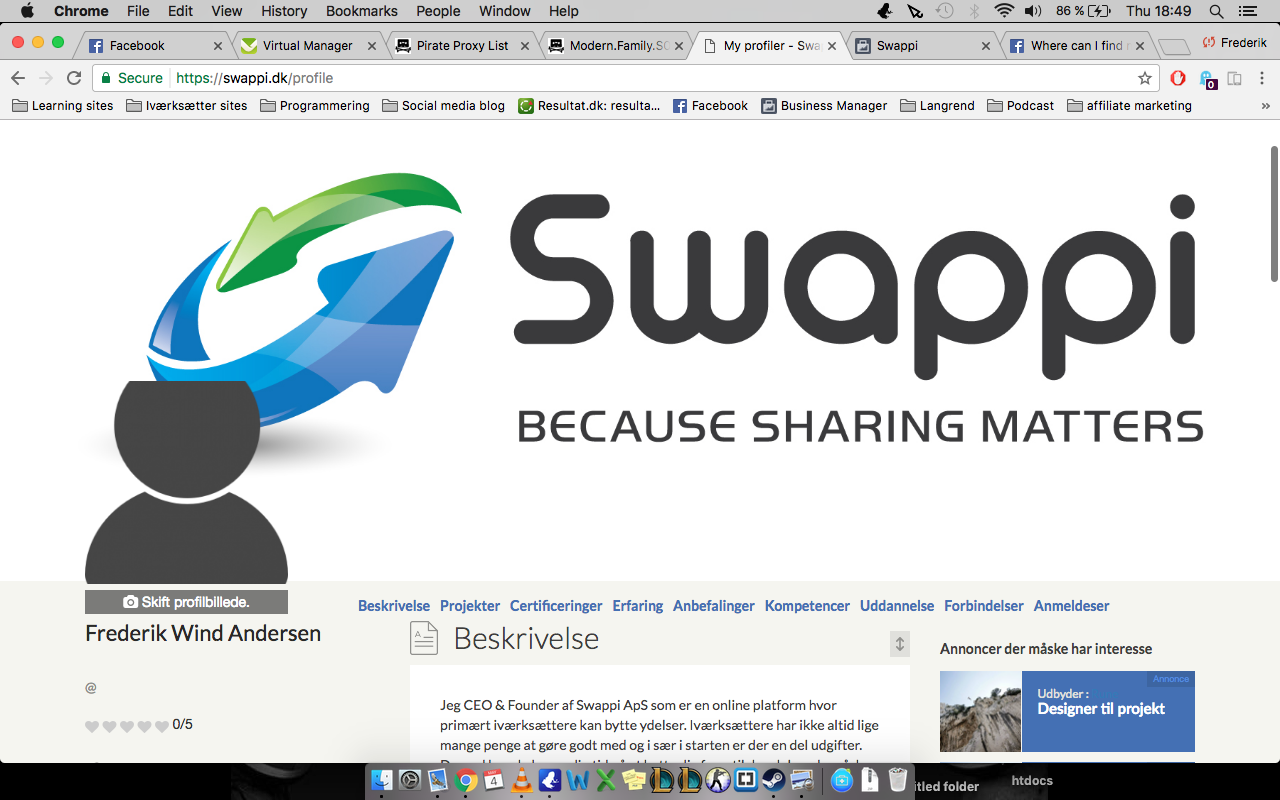 Chrome File Edit View History Bookmarks People Window Help 86 % Thu 18:49
Facebook Virtual Manager Pirate Proxy List Modern.Family.S0 My profiler - Swa Swappi Where can I find Frederik
Secure https://swappi.dk/profile 0
Learning sites Iværksætter sites Programmering Social media blog Resultat.dk: resulta... Facebook Business Manager Langrend Podcast affiliate marketing »
Swappi
BECAUSE SHARING MATTERS
Skift profilbillede.
Frederik Wind Andersen
@
0/5
Beskrivelse Projekter Certificeringer Erfaring Anbefalinger Kompetencer Uddannelse Forbindelser Anmeldeser
Beskrivelse
Jeg CEO & Founder af Swappi ApS som er en online platform hvor
primært iværksættere kan bytte ydelser. Iværksættere har ikke altid lige
mange penge at gøre godt med og i sær i starten er der en del udgifter.
Annoncer der måske har interesse
Annonce
Udbyder :
Designer til projekt
4
itled folder
htdocs